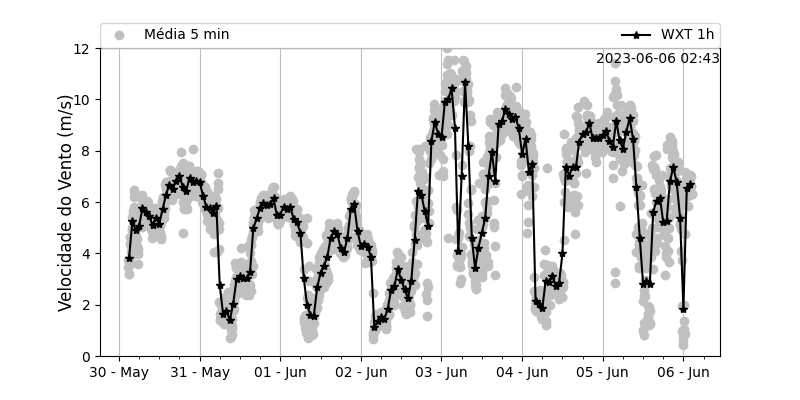 Média 5 min
WXT 1h
2023-06-06 02:43
Velocidade do Vento (m/s)
12
10
8
6
4
2
0
30 - May
31 - May
01 - Jun
02 - Jun
03 - Jun
04 - Jun
05 - Jun
06 - Jun